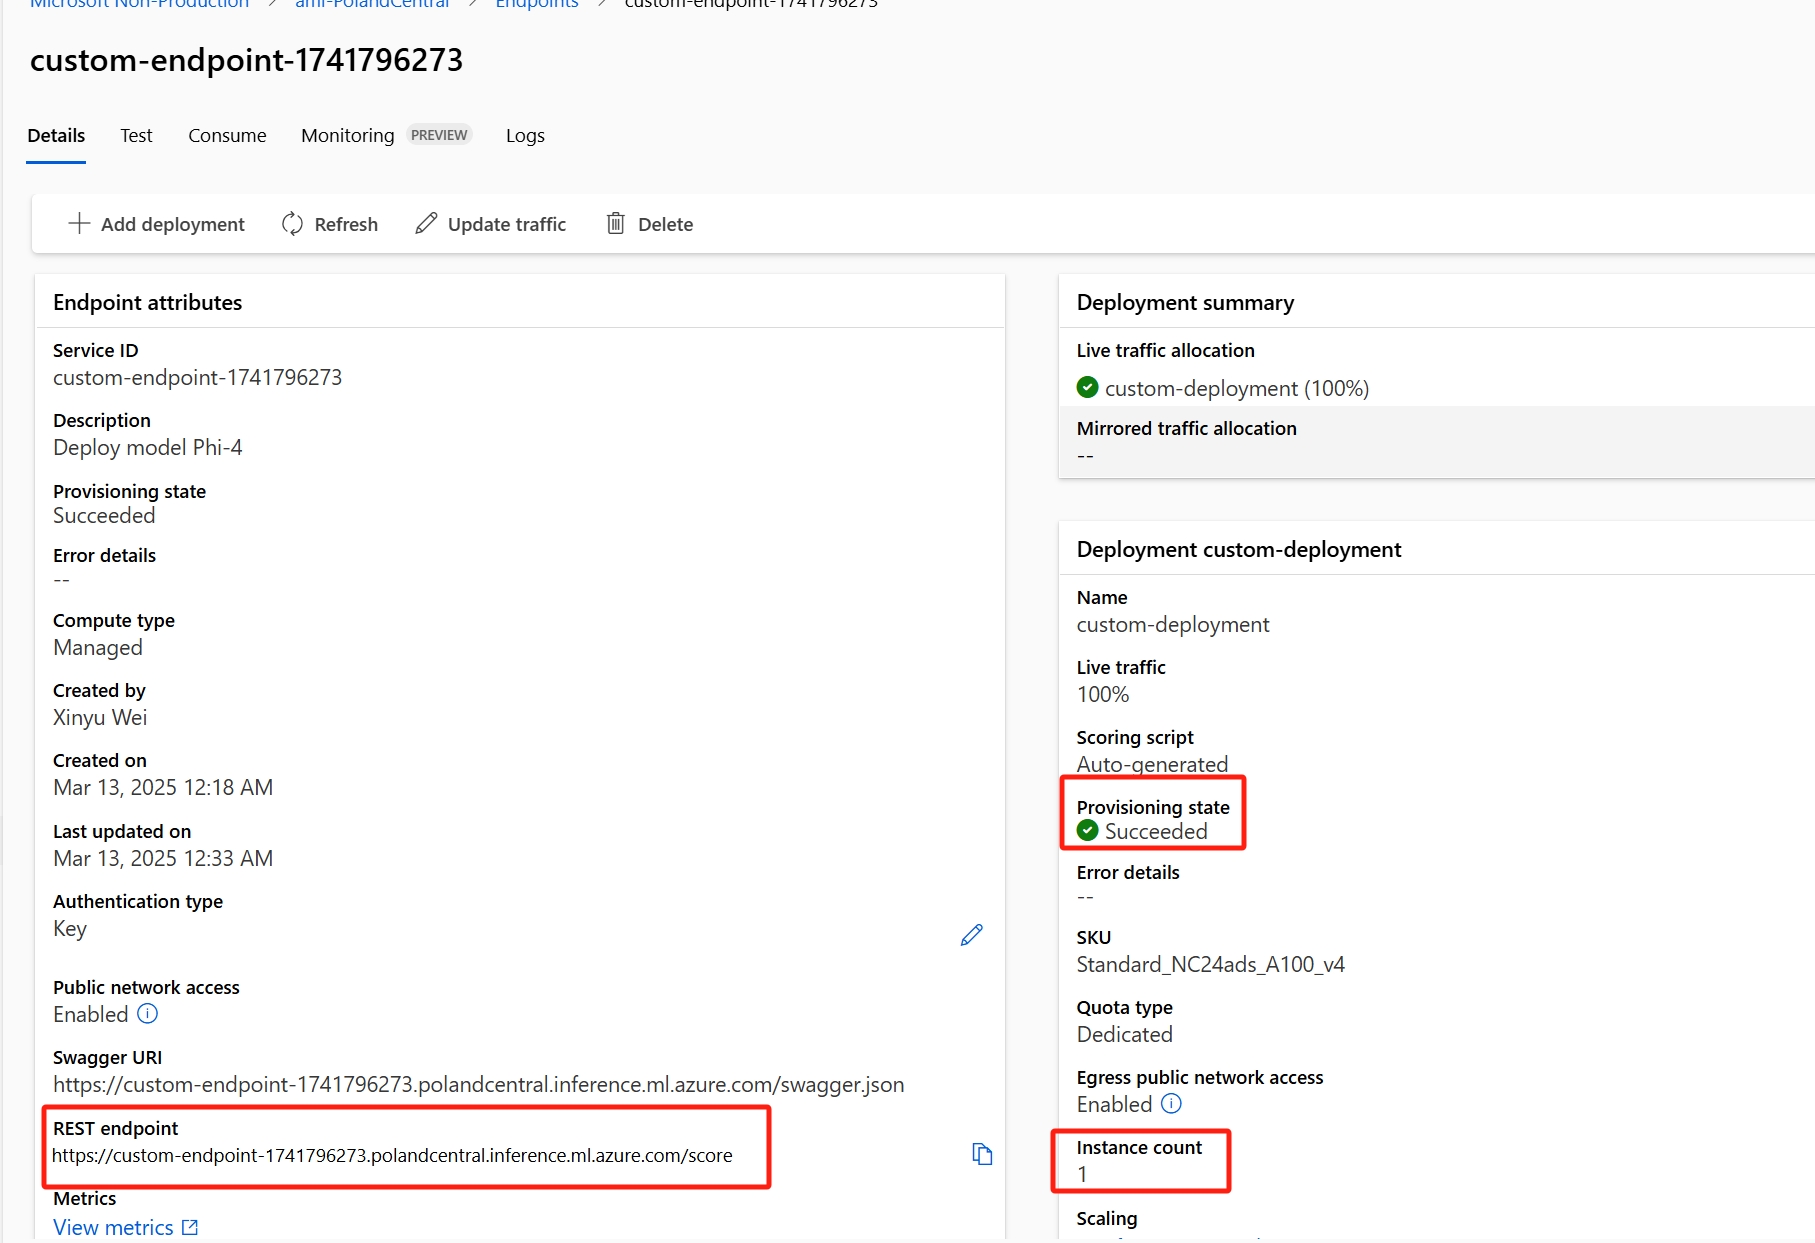 Microsoft Non-Production / aml-PolandCentral / Endpoints / custom-endpoint-1741796273
custom-endpoint-1741796273
Details Test Consume Monitoring PREVIEW Logs
Add deployment Refresh Update traffic Delete
Endpoint attributes
Service ID
custom-endpoint-1741796273
Description
Deploy model Phi-4
Provisioning state
Succeeded
Error details
--
Compute type
Managed
Created by
Xinyu Wei
Created on
Mar 13, 2025 12:18 AM
Last updated on
Mar 13, 2025 12:33 AM
Authentication type
Key
Public network access
Enabled
Swagger URI
https://custom-endpoint-1741796273.polandcentral.inference.ml.azure.com/swagger.json
REST endpoint
https://custom-endpoint-1741796273.polandcentral.inference.ml.azure.com/score
Metrics
View metrics
Deployment summary
Live traffic allocation
custom-deployment (100%)
Mirrored traffic allocation
--
Deployment custom-deployment
Name
custom-deployment
Live traffic
100%
Scoring script
Auto-generated
Provisioning state
Succeeded
Error details
--
SKU
Standard_NC24ads_A100_v4
Quota type
Dedicated
Egress public network access
Enabled
Instance count
1
Scaling